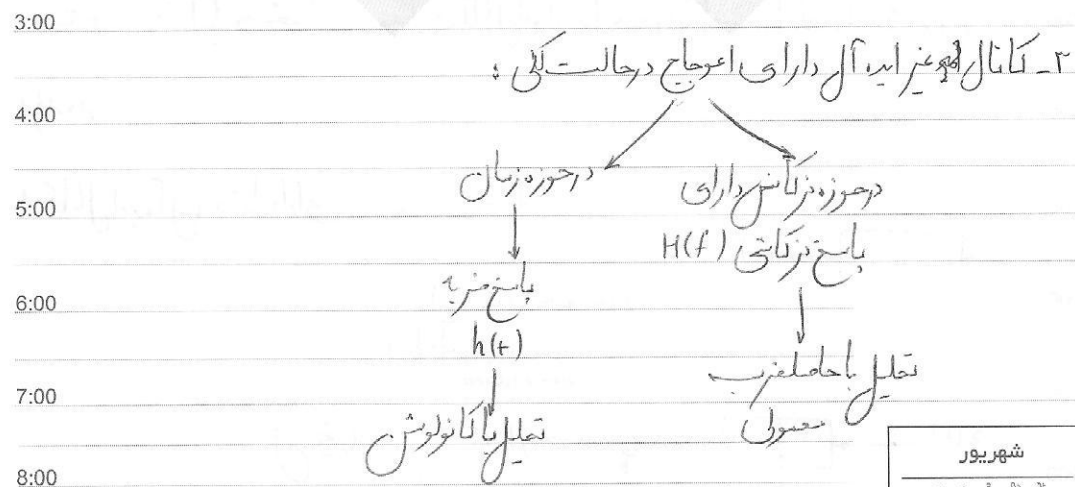 3:00
۲- کانال غیر ایده آل دارای اعوجاج در حالت کلی :
4:00
در حوزه فرکانس دارای
پاسخ فرکانسی H(f)
تحلیل با حاصلضرب
معمولی
در حوزه زمان
5:00
پاسخ ضربه
6:00
h(t)
7:00
تحلیل با کانولوشن
8:00
شهریور